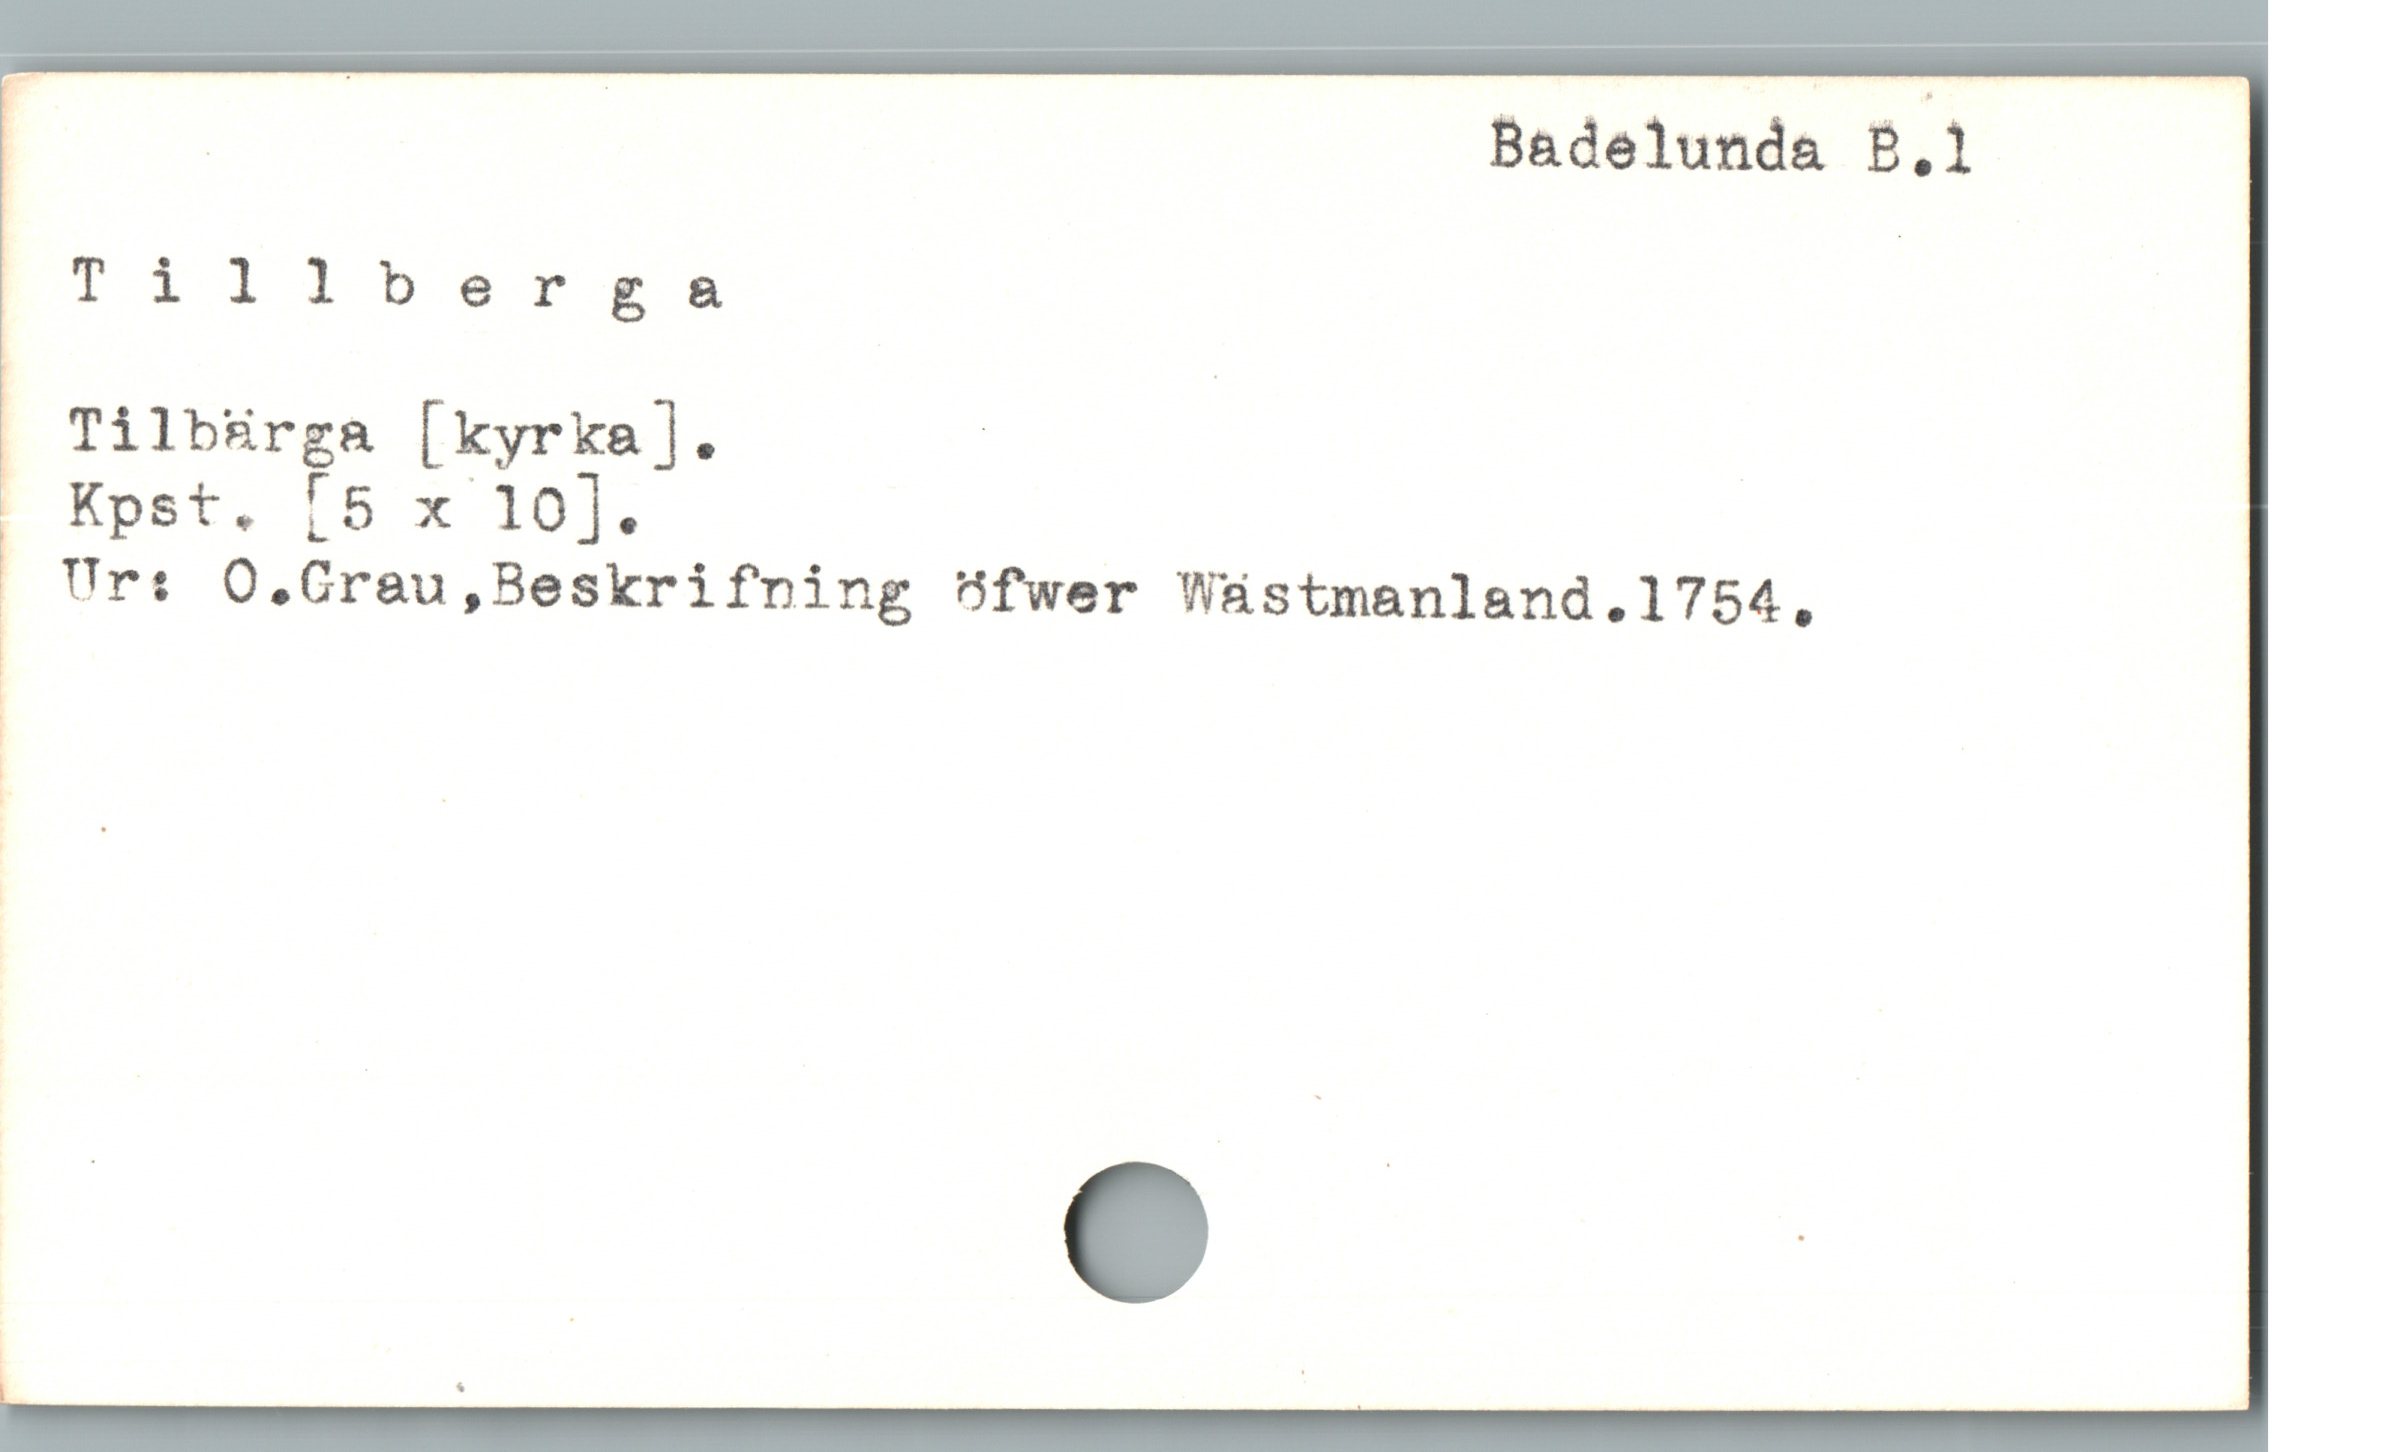 Badelunda B.1
T i l l b e r g a
Tilbärga [kyrka].
Kpst. [5 x 10].
Ur: O.Grau,Beskrifning öfwer Wästmanland.1754.